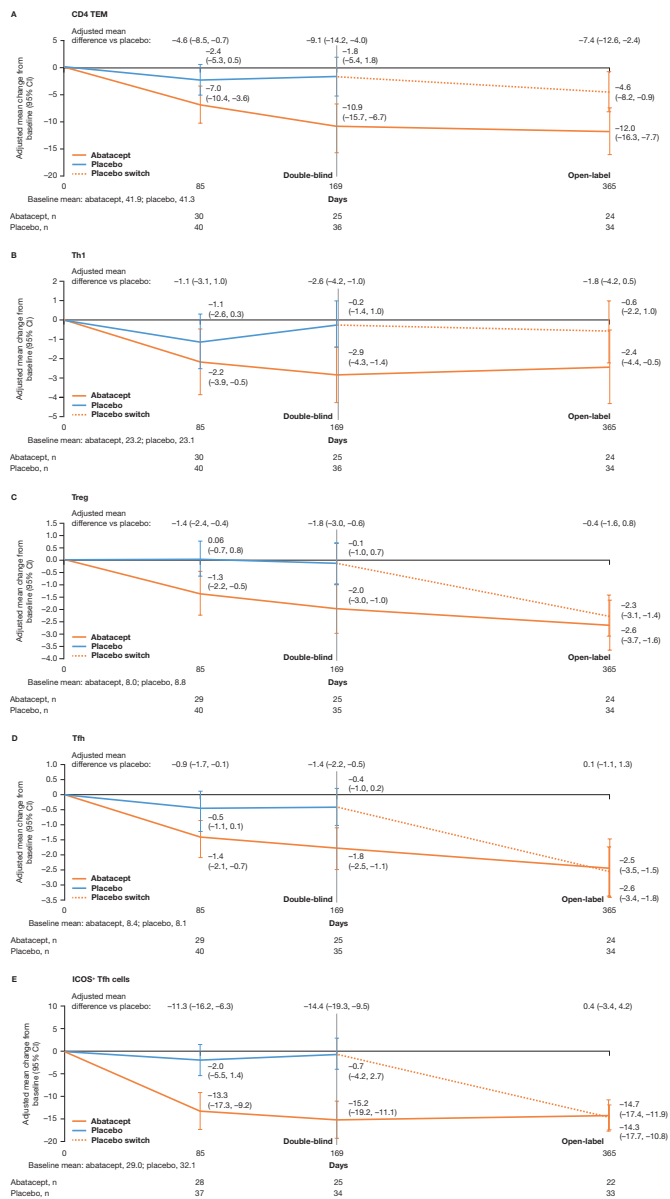 A CD4 TEM
Adjusted mean
difference vs placebo: −4.6 (−8.5, −0.7) −9.1 (−14.2, −4.0) −7.4 (−12.6, −2.4)
Adjusted mean change from
baseline (95% CI)
5
0
−5
−10
−15
−20
−2.4
(−5.3, 0.5)
−1.8
(−5.4, 1.8)
−7.0
(−10.4, −3.6)
−10.9
(−15.7, −6.7)
−4.6
(−8.2, −0.9)
−12.0
(−16.3, −7.7)
Abatacept
Placebo
Placebo switch
Double-blind Open-label
0 85 169 365
Baseline mean: abatacept, 41.9; placebo, 41.3 Days
Abatacept, n 30 25 24
Placebo, n 40 36 34
B Th1
Adjusted mean
difference vs placebo: −1.1 (−3.1, 1.0) −2.6 (−4.2, −1.0) −1.8 (−4.2, 0.5)
Adjusted mean change from
baseline (95% CI)
2
1
0
−1
−2
−3
−4
−5
−1.1
(−2.6, 0.3)
−0.2
(−1.4, 1.0)
−0.6
(−2.2, 1.0)
−2.2
(−3.9, −0.5)
−2.9
(−4.3, −1.4)
−2.4
(−4.4, −0.5)
Abatacept
Placebo
Placebo switch
Double-blind Open-label
0 85 169 365
Baseline mean: abatacept, 23.2; placebo, 23.1 Days
Abatacept, n 30 25 24
Placebo, n 40 36 34
C Treg
Adjusted mean
difference vs placebo: −1.4 (−2.4, −0.4) −1.8 (−3.0, −0.6) −0.4 (−1.6, 0.8)
Adjusted mean change from
baseline (95% CI)
1.5
1.0
0.5
0.0
−0.5
−1.0
−1.5
−2.0
−2.5
−3.0
−3.5
−4.0
0.06
(−0.7, 0.8)
−0.1
(−1.0, 0.7)
−1.3
(−2.2, −0.5)
−2.0
(−3.0, −1.0)
−2.3
(−3.1, −1.4)
−2.6
(−3.7, −1.6)
Abatacept
Placebo
Placebo switch
Double-blind Open-label
0 85 169 365
Baseline mean: abatacept, 8.0; placebo, 8.8 Days
Abatacept, n 29 25 24
Placebo, n 40 35 34
D Tfh
Adjusted mean
difference vs placebo: −0.9 (−1.7, −0.1) −1.4 (−2.2, −0.5) 0.1 (−1.1, 1.3)
Adjusted mean change from
baseline (95% CI)
1.0
0.5
0.0
−0.5
−1.0
−1.5
−2.0
−2.5
−3.0
−3.5
−0.4
(−1.0, 0.2)
−0.5
(−1.1, 0.1)
−1.4
(−2.1, −0.7)
−1.8
(−2.5, −1.1)
−2.5
(−3.5, −1.5)
−2.6
(−3.4, −1.8)
Abatacept
Placebo
Placebo switch
Double-blind Open-label
0 85 169 365
Baseline mean: abatacept, 8.4; placebo, 8.1 Days
Abatacept, n 29 25 24
Placebo, n 40 35 34
E ICOS⁺ Tfh cells
Adjusted mean
difference vs placebo: −11.3 (−16.2, −6.3) −14.4 (−19.3, −9.5) 0.4 (−3.4, 4.2)
Adjusted mean change from
baseline (95% CI)
10
5
0
−5
−10
−15
−20
−2.0
(−5.5, 1.4)
−0.7
(−4.2, 2.7)
−13.3
(−17.3, −9.2)
−15.2
(−19.2, −11.1)
−14.7
(−17.4, −11.9)
−14.3
(−17.7, −10.8)
Abatacept
Placebo
Placebo switch
Double-blind Open-label
0 85 169 365
Baseline mean: abatacept, 29.0; placebo, 32.1 Days
Abatacept, n 28 25 22
Placebo, n 37 34 33